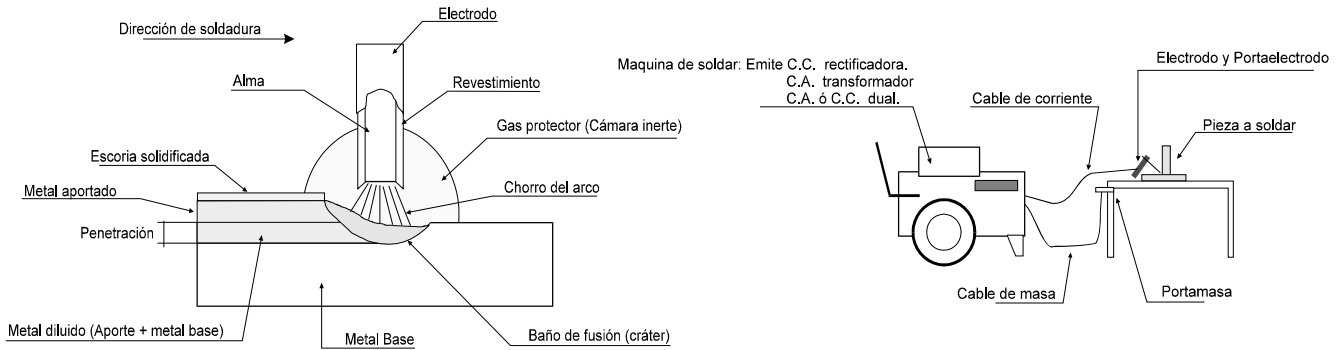 Electrodo
Dirección de soldadura
Alma
Revestimiento
Gas protector (Cámara inerte)
Escoria solidificada
Metal aportado
Chorro del arco
Penetración
Metal diluido (Aporte + metal base)
Metal Base
Baño de fusión (cráter)
Maquina de soldar: Emite C.C. rectificadora.
C.A. transformador
C.A. ó C.C. dual.
Electrodo y Portaelectrodo
Cable de corriente
Pieza a soldar
Cable de masa
Portamasa